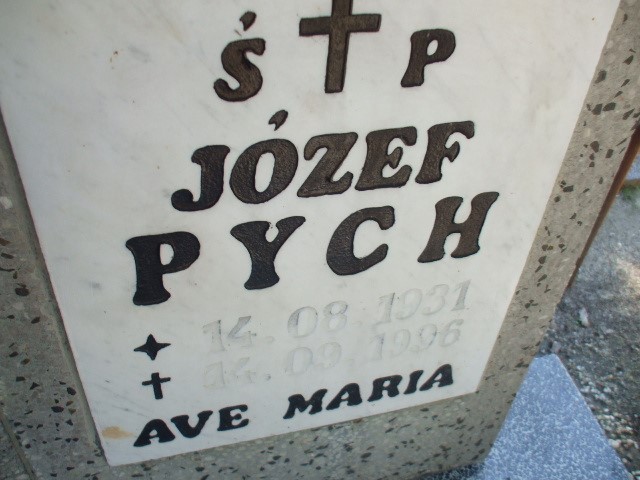 Ś P
JÓZEF
PYCH
14.08.1931
14.09.1996
AVE MARIA